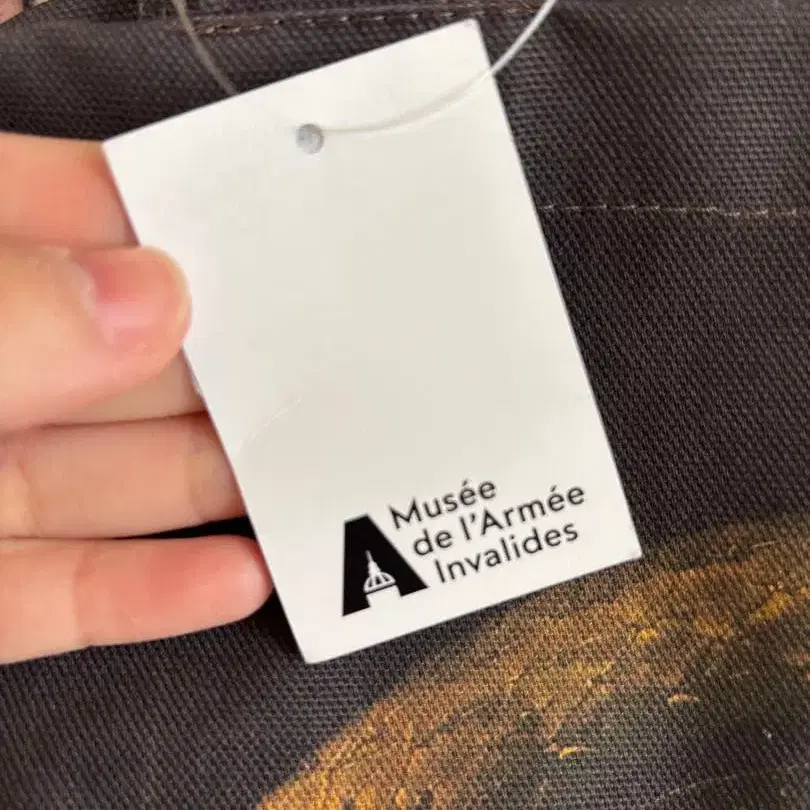 Musée
de l'Armée
Invalides